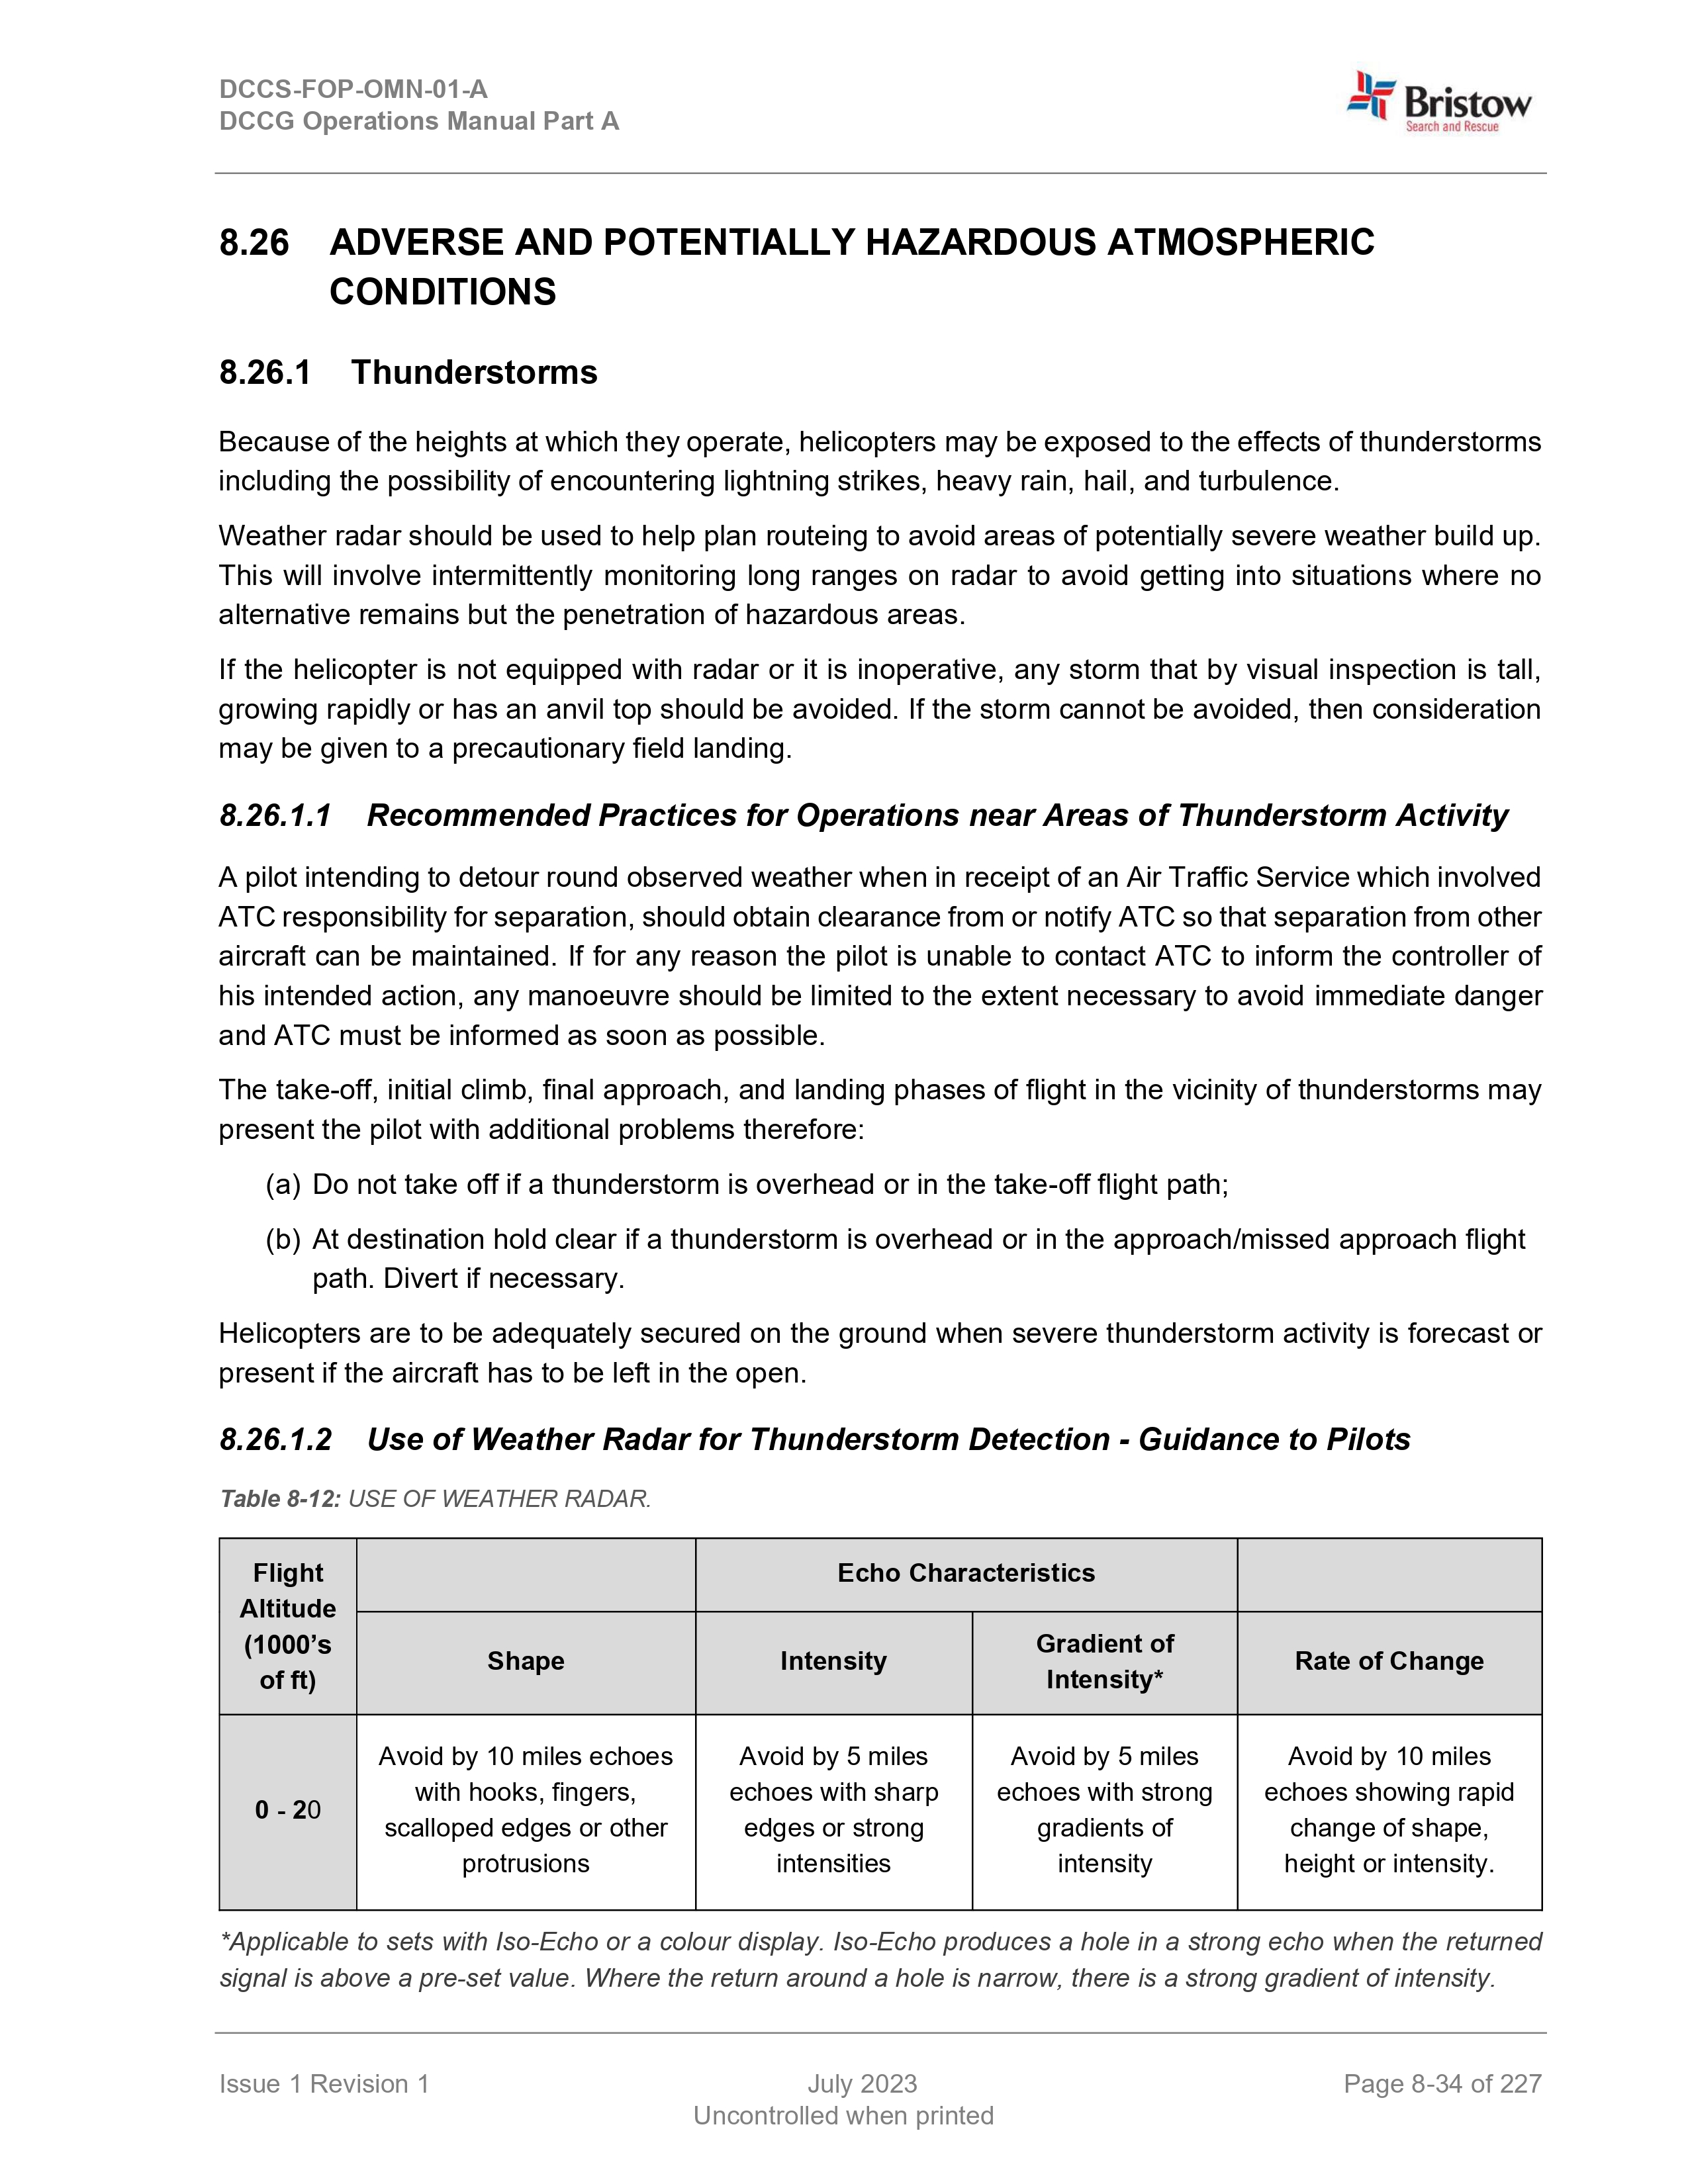 DCCS-FOP-OMN-01-A
DCCG Operations Manual Part A
Bristow
Search and Rescue
8.26 ADVERSE AND POTENTIALLY HAZARDOUS ATMOSPHERIC
CONDITIONS
8.26.1 Thunderstorms
Because of the heights at which they operate, helicopters may be exposed to the effects of thunderstorms
including the possibility of encountering lightning strikes, heavy rain, hail, and turbulence.
Weather radar should be used to help plan routeing to avoid areas of potentially severe weather build up.
This will involve intermittently monitoring long ranges on radar to avoid getting into situations where no
alternative remains but the penetration of hazardous areas.
If the helicopter is not equipped with radar or it is inoperative, any storm that by visual inspection is tall,
growing rapidly or has an anvil top should be avoided. If the storm cannot be avoided, then consideration
may be given to a precautionary field landing.
8.26.1.1 Recommended Practices for Operations near Areas of Thunderstorm Activity
A pilot intending to detour round observed weather when in receipt of an Air Traffic Service which involved
ATC responsibility for separation, should obtain clearance from or notify ATC so that separation from other
aircraft can be maintained. If for any reason the pilot is unable to contact ATC to inform the controller of
his intended action, any manoeuvre should be limited to the extent necessary to avoid immediate danger
and ATC must be informed as soon as possible.
The take-off, initial climb, final approach, and landing phases of flight in the vicinity of thunderstorms may
present the pilot with additional problems therefore:
(a) Do not take off if a thunderstorm is overhead or in the take-off flight path;
(b) At destination hold clear if a thunderstorm is overhead or in the approach/missed approach flight
path. Divert if necessary.
Helicopters are to be adequately secured on the ground when severe thunderstorm activity is forecast or
present if the aircraft has to be left in the open.
8.26.1.2 Use of Weather Radar for Thunderstorm Detection - Guidance to Pilots
Table 8-12: USE OF WEATHER RADAR.
Flight
Altitude
(1000’s
of ft)
Echo Characteristics
Shape
Intensity
Gradient of
Intensity*
Rate of Change
0 - 20
Avoid by 10 miles echoes
with hooks, fingers,
scalloped edges or other
protrusions
Avoid by 5 miles
echoes with sharp
edges or strong
intensities
Avoid by 5 miles
echoes with strong
gradients of
intensity
Avoid by 10 miles
echoes showing rapid
change of shape,
height or intensity.
*Applicable to sets with Iso-Echo or a colour display. Iso-Echo produces a hole in a strong echo when the returned
signal is above a pre-set value. Where the return around a hole is narrow, there is a strong gradient of intensity.
Issue 1 Revision 1
July 2023
Page 8-34 of 227
Uncontrolled when printed